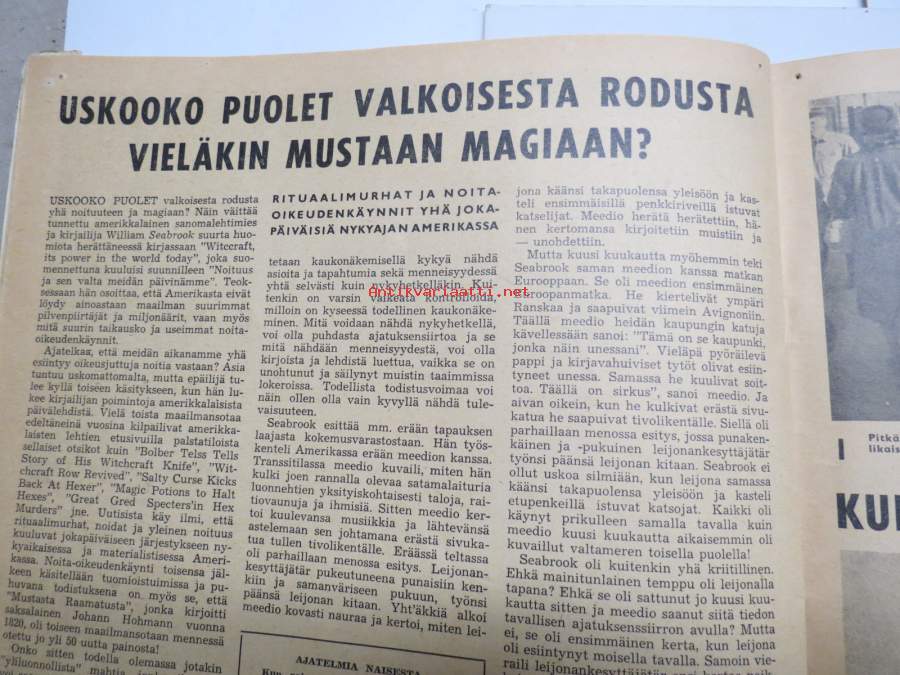 USKOOKO PUOLET VALKOISESTA RODUSTA
VIELÄKIN MUSTAAN MAGIAAN?
USKOOKO PUOLET valkoisesta rodusta
yhä noituuteen ja magiaan? Näin väittää
tunnettu amerikkalainen sanomalehtimies
ja kirjailija William Seabrook suurta huo-
miota herättäneessä kirjassaan "Witccraft,
its power in the world today", joka suo-
mennettuna kuuluisi suunnilleen "Noituus
ja sen valta meidän päivinämme". Teok-
sessaan hän osoittaa, että Amerikasta eivät
löydy ainoastaan maailman suurimmat
pilvenpiirtäjät ja miljonäärit, vaan myös
mitä suurin taikausko ja useimmat noita-
oikeudenkäynnit.
Ajatelkaa, että meidän aikanamme yhä
esiintyy oikeusjuttuja noitia vastaan? Asia
tuntuu uskomattomalta, mutta epäilijä tu-
lee kyllä toiseen käsitykseen, kun hän lu-
kee kirjailijan poimintoja amerikkalaisista
päivälehdistä. Vielä toista maailmansotaa
edeltäneinä vuosina kilpailivat amerikka-
laisten lehtien etusivuilla palstatiloista
sellaiset otsikot kuin "Bolber Telss Tells
Story of His Witchcraft Knife", "Wit-
chcraft Row Revived", "Salty Curse Kicks
Back At Hexer", "Magic Potions to Halt
Hexes", "Great Gred Specters'in Hex
Murders" jne. Uutisista käy ilmi, että
rituaalimurhat, noidat ja yleinen noituus
kuuluvat jokapäiväiseen järjestykseen ny-
kyaikaisessa ja materialistisessa Ameri-
kassa. Noita-oikeudenkäynti toisensa jäl-
keen käsitellään tuomioistuimissa ja pu-
huvana todistuksena on myös se, että
"Mustasta Raamatusta", jonka kirjoitti
saksalainen Johann Hohmann vuonna
1820, oli toiseen maailmansotaan mennessä
otettu jo yli 50 uutta painosta!
Onko sitten todella olemassa jotakin
"yliluonnollista"
RITUAALIMURHAT JA NOITA-
OIKEUDENKÄYNNIT YHÄ JOKA-
PÄIVÄISIÄ NYKYAJAN AMERIKASSA
tetaan kaukonäkemisellä kykyä nähdä
asioita ja tapahtumia sekä menneisyydessä
yhtä selvästi kuin nykyhetkelläkin. Kui-
tenkin on varsin vaikeata kontrolloida,
milloin on kyseessä todellinen kaukonäke-
minen. Mitä voidaan nähdä nykyhetkellä,
voi olla puhdasta ajatuksensiirtoa ja se
mitä nähdään menneisyydestä, voi olla
kirjoista ja lehdistä luettua, vaikka se on
unohtunut ja säilynyt muistin taaimmissa
lokeroissa. Todellista todistusvoimaa voi
näin ollen olla vain kyvyllä nähdä tule-
vaisuuteen.
Seabrook esittää mm. erään tapauksen
laajasta kokemusvarastostaan. Hän työs-
kenteli Amerikassa erään meedion kanssa.
Transsitilassa meedio kuvaili, miten hän
kulki joen rannalla olevaa satamalaituria
luonnehtien yksityiskohtaisesti taloja, rai-
tiovaunuja ja ihmisiä. Sitten meedio ker-
toi kuulevansa musiikkia ja lähtevänsä
astelemaan sen johtamana erästä sivuka-
tua tullen tivolikentälle. Eräässä teltassa
oli parhaillaan menossa esitys. Leijonan-
kesyttäjätär pukeutuneena punaisiin ken-
kiin ja samanväriseen pukuun, työnsi
päänsä leijonan kitaan. Yht'äkkiä alkoi
meedio kovasti nauraa ja kertoi, miten lei-
AJATELMIA NAISESTA
jona käänsi takapuolensa yleisöön ja kas-
teli ensimmäisillä penkkiriveillä istuvat
katselijat. Meedio herätä herätettiin, hä-
nen kertomansa kirjoitettiin muistiin ja
— unohdettiin.
Mutta kuusi kuukautta myöhemmin teki
Seabrook saman meedion kanssa matkan
Eurooppaan. Se oli meedion ensimmäinen
Euroopanmatka. He kiertelivät ympäri
Ranskaa ja saapuivat viimein Avignoniin.
Täällä meedio heidän kaupungin katuja
kävellessään sanoi: "Tämä on se kaupunki,
jonka näin unessani". Vieläpä pyöräilevä
pappi ja kirjavahuiviset tytöt olivat esiin-
tyneet unessa. Samassa he kuulivat soit-
toa. Täällä on sirkus", sanoi meedio. Ja
aivan oikein, kun he kulkivat erästä sivu-
katua he saapuivat tivolikentälle. Siellä oli
parhaillaan menossa esitys, jossa punaken-
käinen ja -pukuinen leijonankesyttäjätär
työnsi päänsä leijonan kitaan. Seabrook ei
ollut uskoa silmiään, kun leijona samassa
käänsi takapuolensa yleisöön ja kasteli
etupenkeillä istuvat katsojat. Kaikki oli
käynyt prikulleen samalla tavalla kuin
meedio kuusi kuukautta aikaisemmin oli
kuvaillut valtameren toisella puolella!
Seabrook oli kuitenkin yhä kriitillinen.
Ehkä mainitunlainen temppu oli leijonalla
tapana? Ehkä se oli sattunut jo kuusi kuu-
kautta sitten ja meedio saanut siitä tiedon
tavallisen ajatuksensiirron avulla? Mutta
ei, se oli ensimmäinen kerta, kun leijona
oli esiintynyt moisella tavalla. Samoin vie-
raili leijonankesyttäjätär
Pitkä
likais
KUI
Antikvariaatti.net